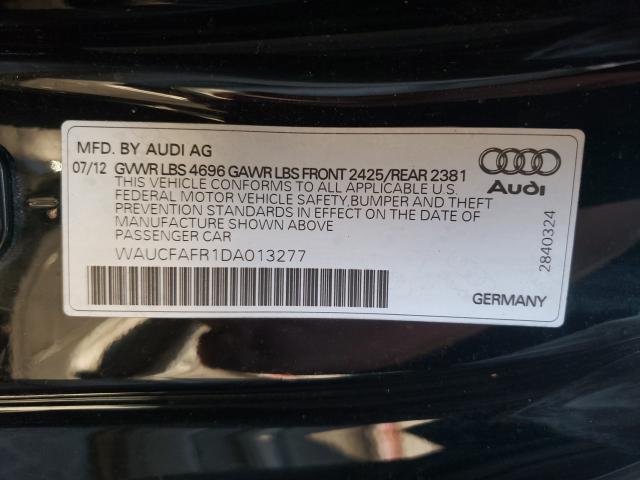 MFD. BY AUDI AG
07/12 GVWR LBS 4696 GAWR LBS FRONT 2425/REAR 2381
THIS VEHICLE CONFORMS TO ALL APPLICABLE U.S.
FEDERAL MOTOR VEHICLE SAFETY, BUMPER AND THEFT
PREVENTION STANDARDS IN EFFECT ON THE DATE OF
MANUFACTURE SHOWN ABOVE
PASSENGER CAR
WAUCFAFR1DA013277
Audi
2840324
GERMANY